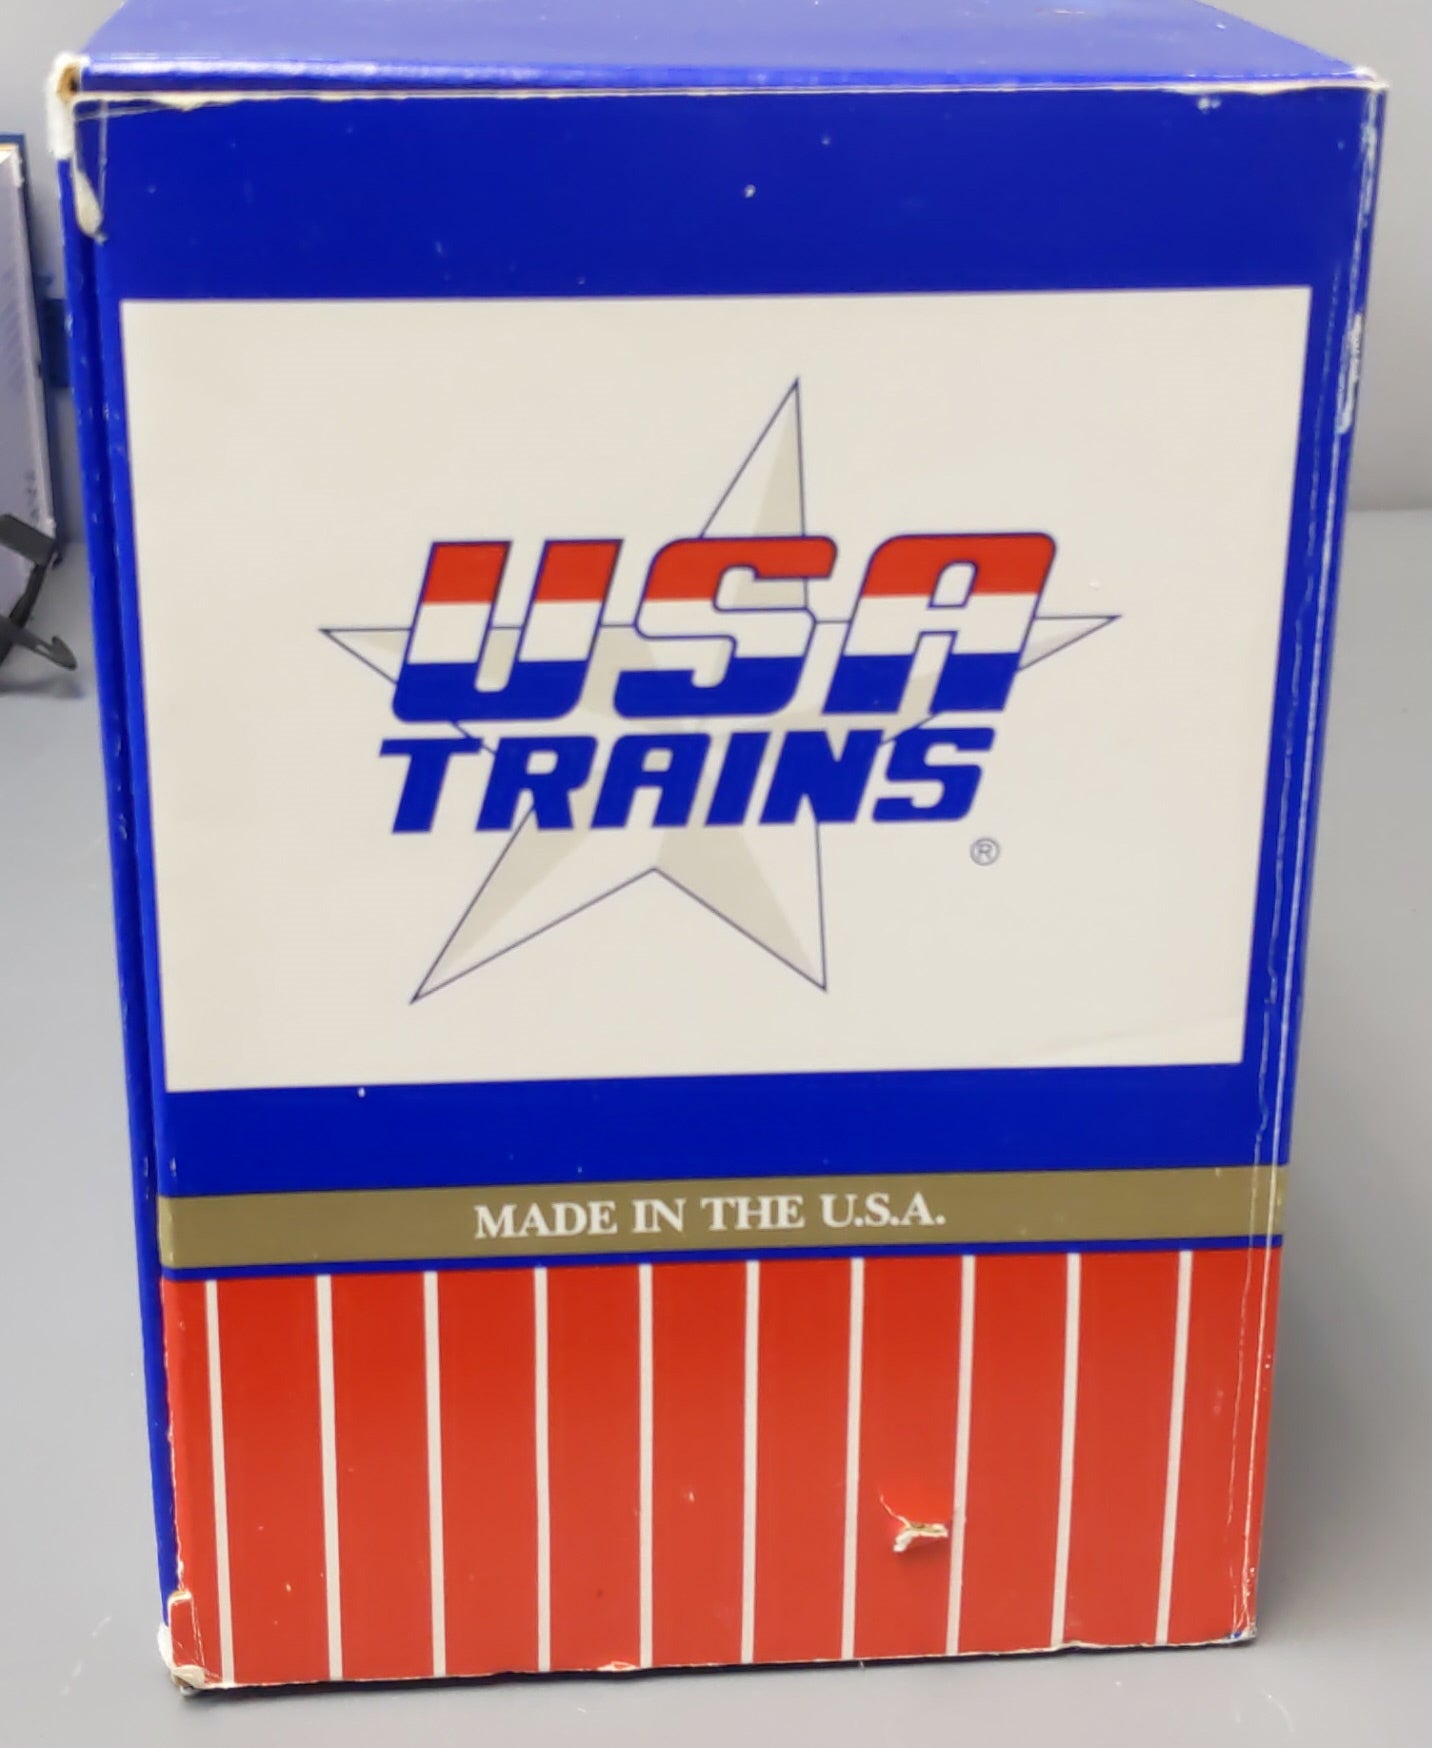 USA
TRAINS
®
MADE IN THE U.S.A.